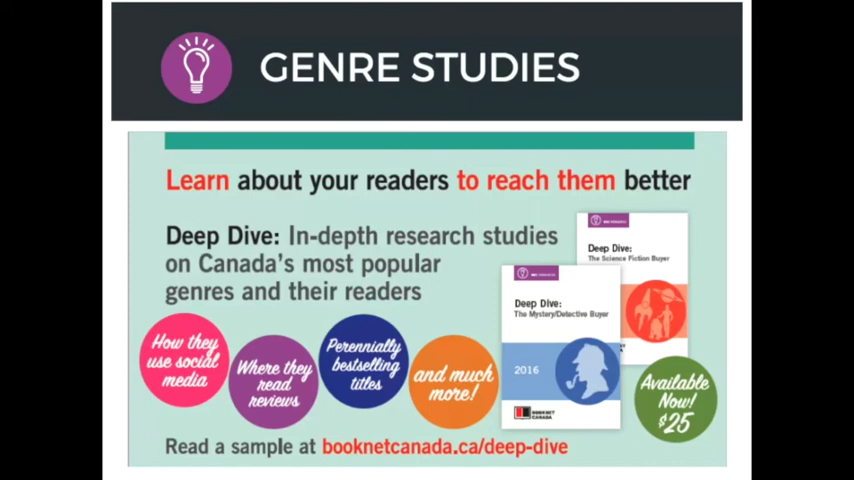 GENRE STUDIES
Learn about your readers to reach them better
Deep Dive: In-depth research studies
on Canada's most popular
genres and their readers
Deep Dive:
The Science Fiction Buyer
Deep Dive:
The Mystery/Detective Buyer
2016
BOOKNET
CANADA
How they
use social
media
Where they
read
reviews
Perennially
bestselling
titles
and much
more!
Available
Now!
$25
Read a sample at booknetcanada.ca/deep-dive